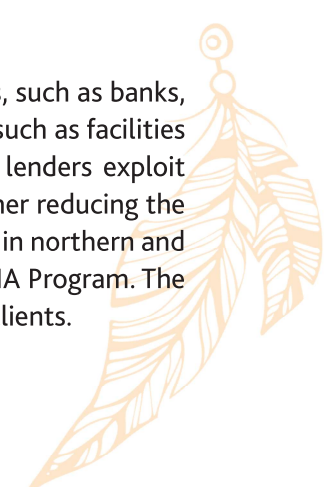 , such as banks,
such as facilities
lenders exploit
her reducing the
in northern and
IA Program. The
lients.